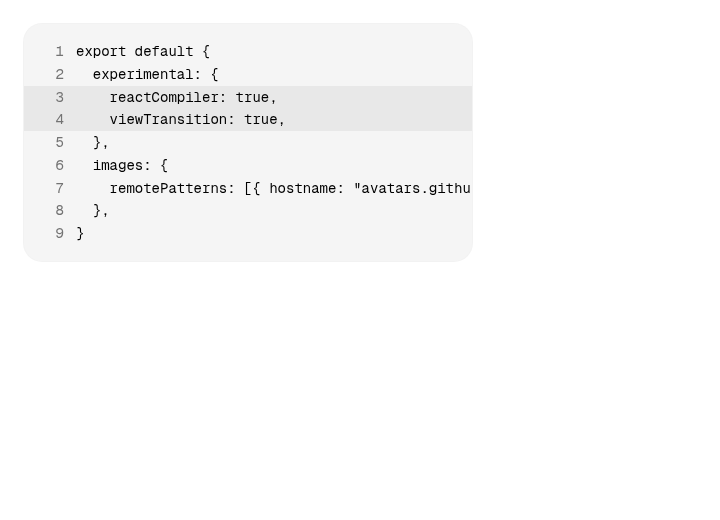 1 export default {
2   experimental: {
3     reactCompiler: true,
4     viewTransition: true,
5   },
6   images: {
7     remotePatterns: [{ hostname: "avatars.githu
8   },
9 }